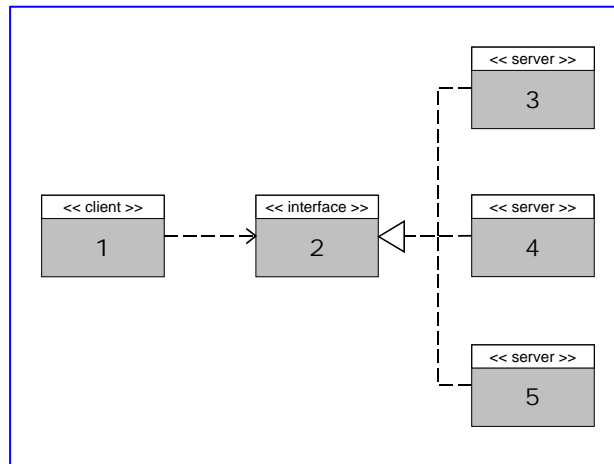 << server >>
3
<< client >>
1
<< interface >>
2
<< server >>
4
<< server >>
5